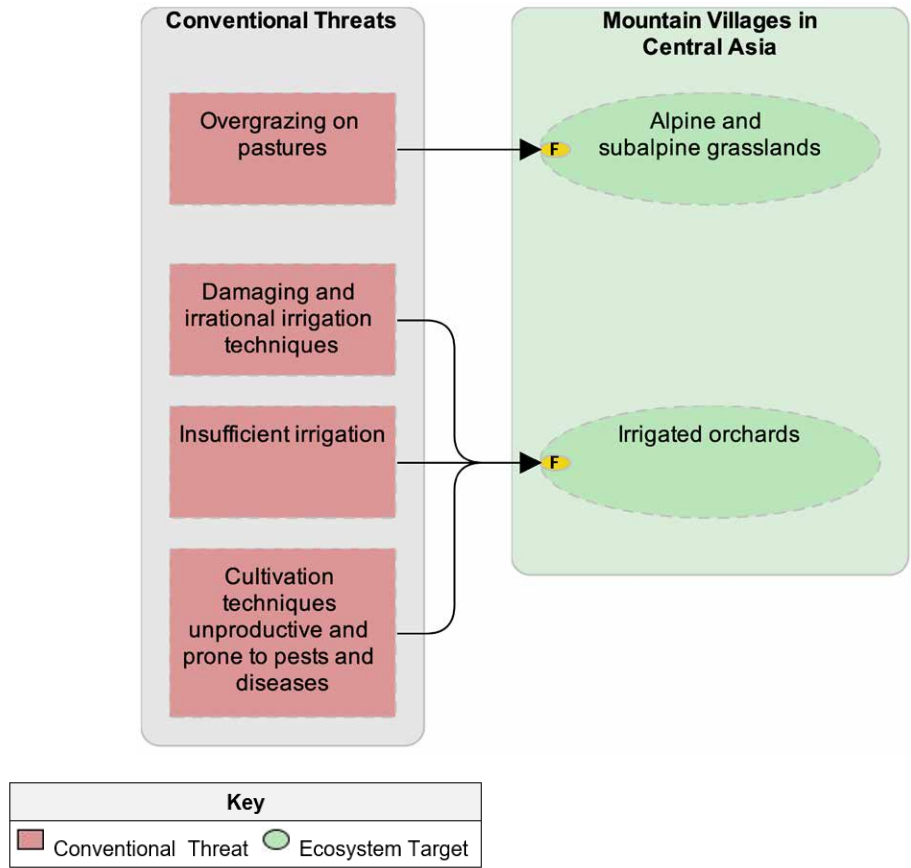 Conventional Threats
Overgrazing on
pastures
Damaging and
irrational irrigation
techniques
Insufficient irrigation
Cultivation
techniques
unproductive and
prone to pests and
diseases
Mountain Villages in
Central Asia
F
Alpine and
subalpine grasslands
F
Irrigated orchards
Key
Conventional Threat
Ecosystem Target